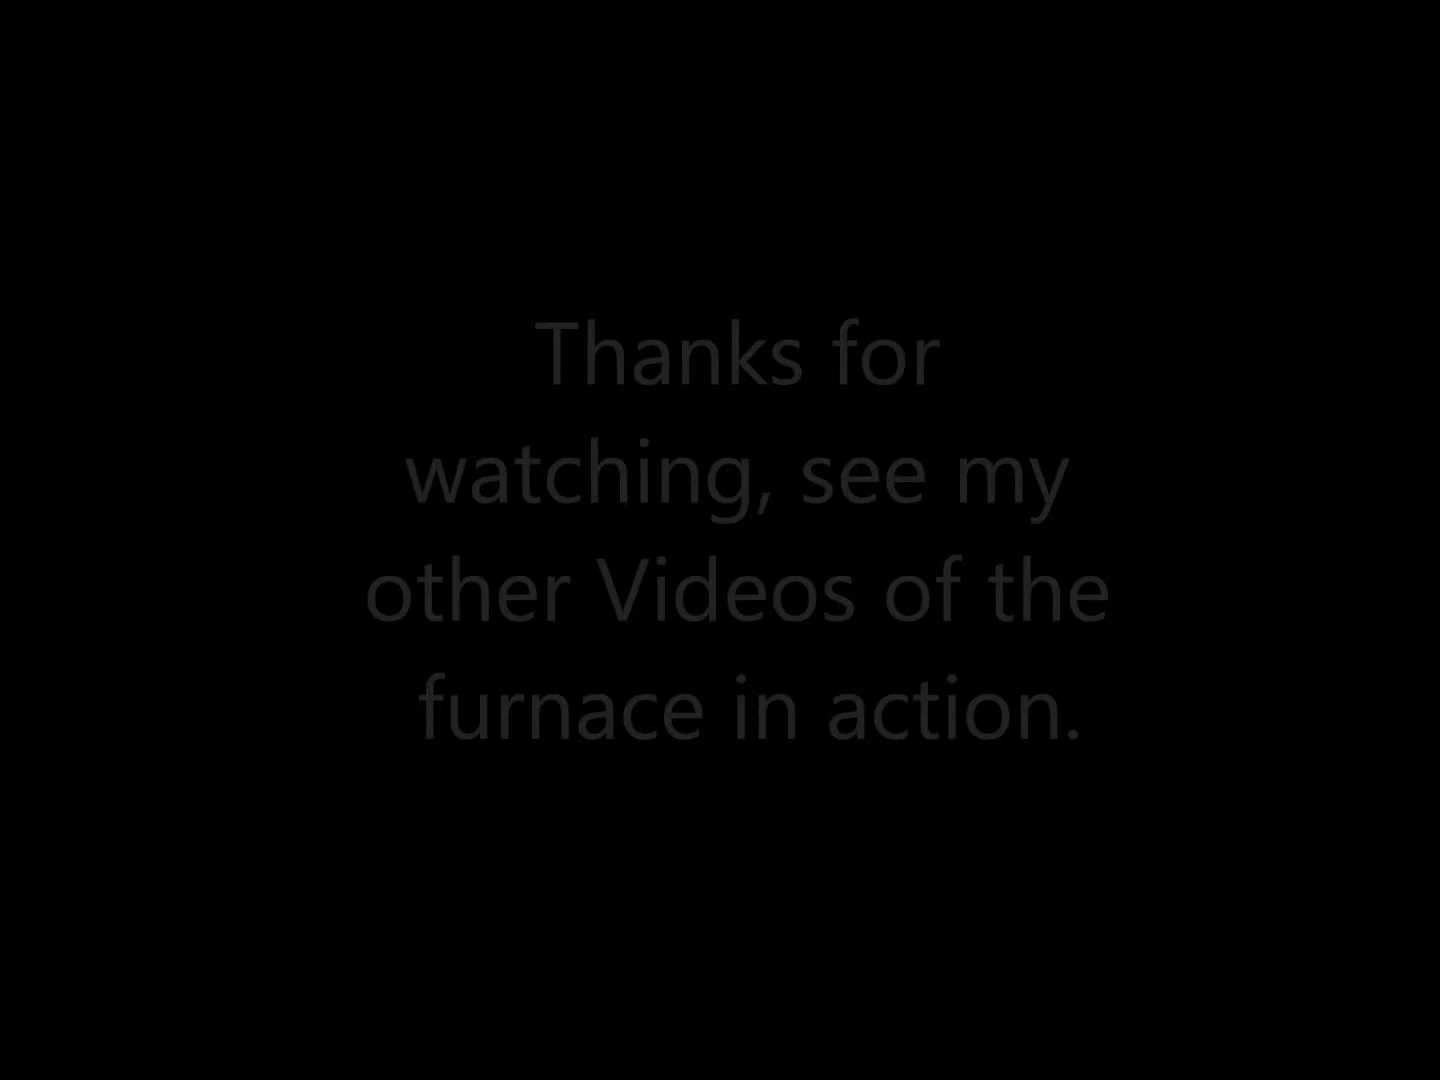 Thanks for
watching, see my
other Videos of the
furnace in action.